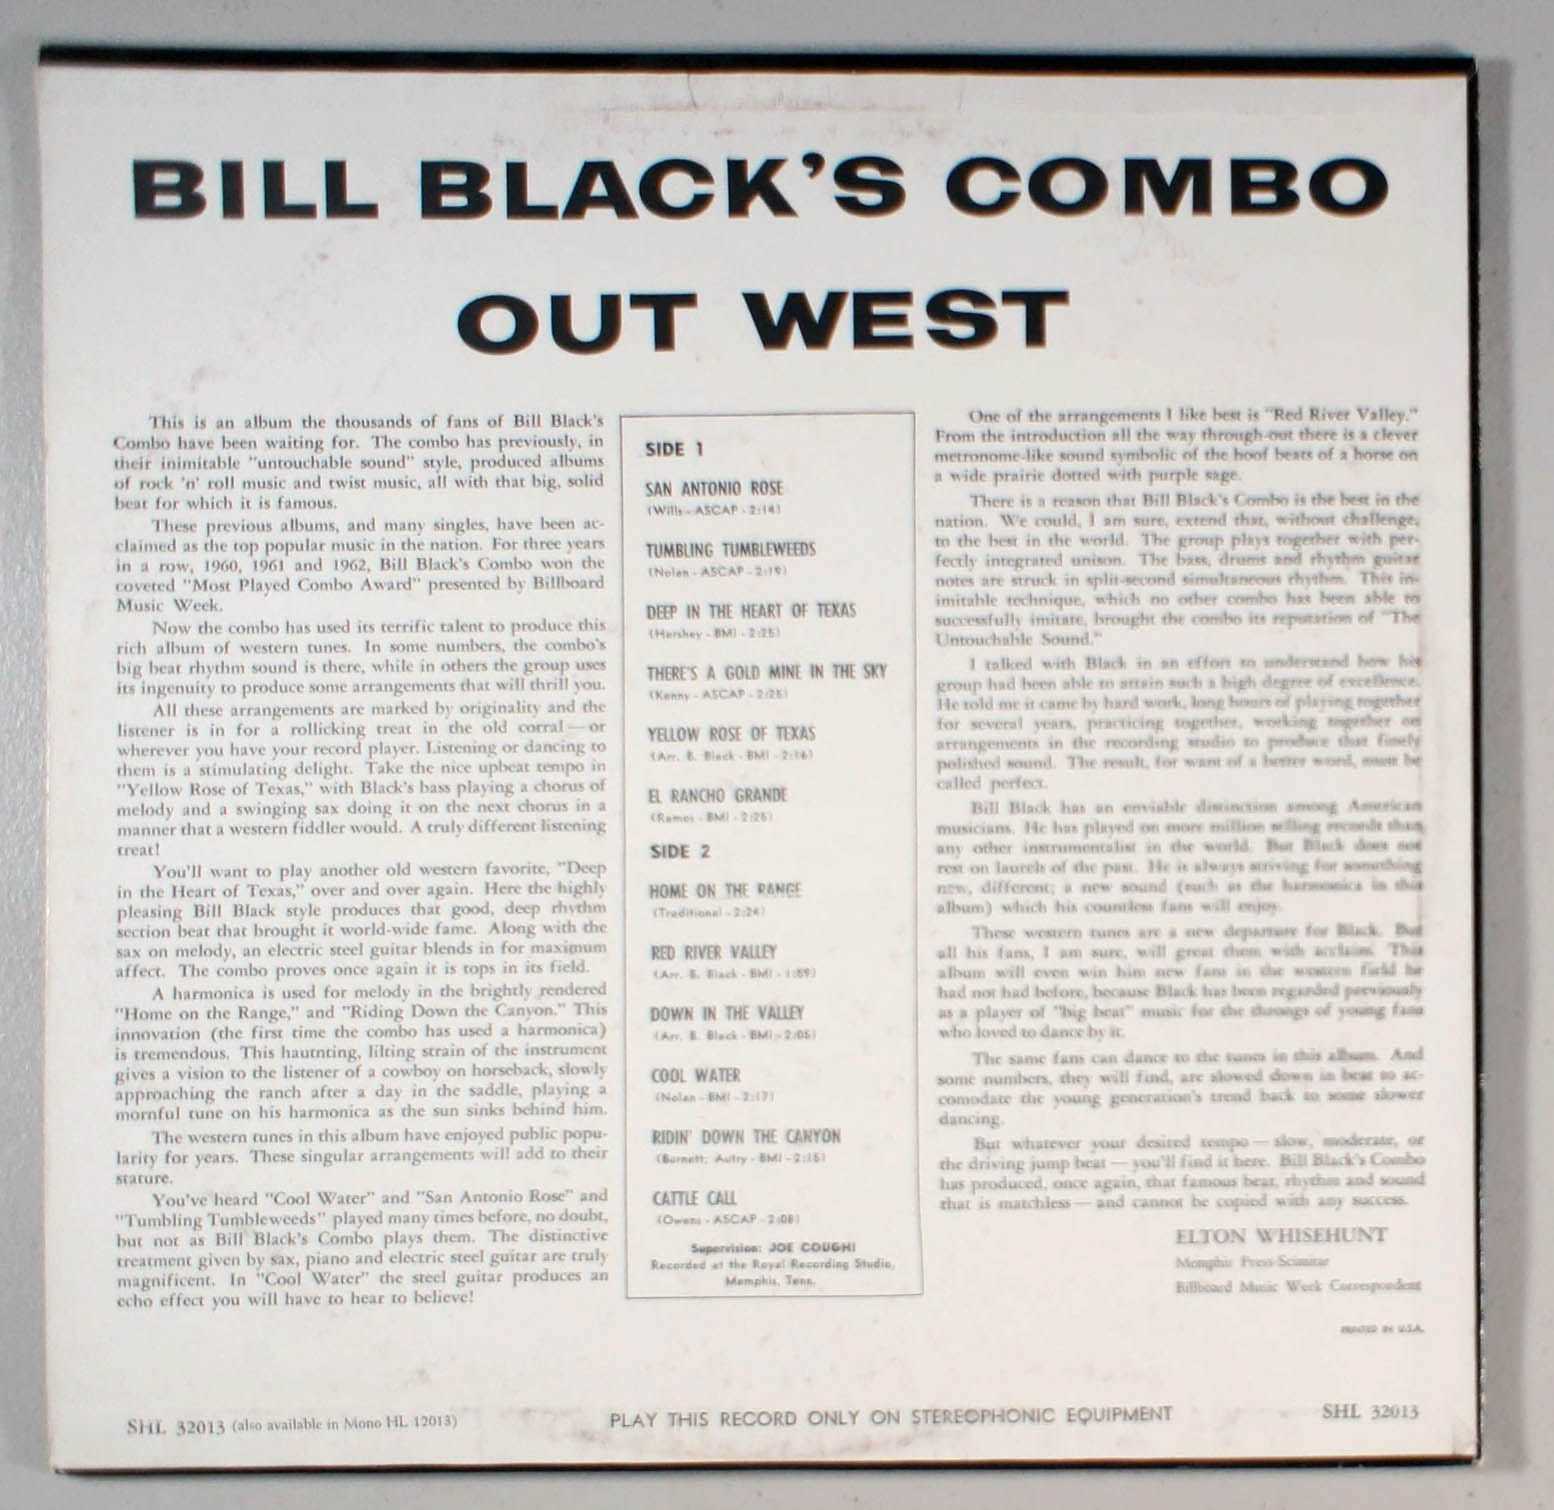 BILL BLACK'S COMBO
OUT WEST
This is an album the thousands of fans of Bill Black's
Combo have been waiting for. The combo has previously, in
their inimitable "untouchable sound" style, produced albums
of rock 'n' roll music and twist music, all with that big, solid
beat for which it is famous.
These previous albums, and many singles, have been ac-
claimed as the top popular music in the nation. For three years
in a row, 1960, 1961 and 1962, Bill Black's Combo won the
coveted "Most Played Combo Award" presented by Billboard
Music Week.
Now the combo has used its terrific talent to produce this
rich album of western tunes. In some numbers, the combo's
big beat rhythm sound is there, while in others the group uses
its ingenuity to produce some arrangements that will thrill you.
All these arrangements are marked by originality and the
listener is in for a rollicking treat in the old corral — or
wherever you have your record player. Listening or dancing to
them is a stimulating delight. Take the nice upbeat tempo in
"Yellow Rose of Texas," with Black's bass playing a chorus of
melody and a swinging sax doing it on the next chorus in a
manner that a western fiddler would. A truly different listening
treat!
You'll want to play another old western favorite, "Deep
in the Heart of Texas," over and over again. Here the highly
pleasing Bill Black style produces that good, deep rhythm
section beat that brought it world-wide fame. Along with the
sax on melody, an electric steel guitar blends in for maximum
affect. The combo proves once again it is tops in its field.
A harmonica is used for melody in the brightly rendered
"Home on the Range," and "Riding Down the Canyon." This
innovation (the first time the combo has used a harmonica)
is tremendous. This hautnting, lilting strain of the instrument
gives a vision to the listener of a cowboy on horseback, slowly
approaching the ranch after a day in the saddle, playing a
mornful tune on his harmonica as the sun sinks behind him.
The western tunes in this album have enjoyed public popu-
larity for years. These singular arrangements will add to their
stature.
You've heard "Cool Water" and "San Antonio Rose" and
"Tumbling Tumbleweeds" played many times before, no doubt,
but not as Bill Black's Combo plays them. The distinctive
treatment given by sax, piano and electric steel guitar are truly
magnificent. In "Cool Water" the steel guitar produces an
echo effect you will have to hear to believe!
SIDE 1
SAN ANTONIO ROSE
(Wills - ASCAP - 2:14)
TUMBLING TUMBLEWEEDS
(Nolan - ASCAP - 2:19)
DEEP IN THE HEART OF TEXAS
(Hershey - BMI - 2:25)
THERE'S A GOLD MINE IN THE SKY
(Kenny - ASCAP - 2:25)
YELLOW ROSE OF TEXAS
(Arr. B. Black - BMI - 2:16)
EL RANCHO GRANDE
(Ramos - BMI - 2:25)
SIDE 2
HOME ON THE RANGE
(Traditional - 2:24)
RED RIVER VALLEY
(Arr. B. Black - BMI - 1:59)
DOWN IN THE VALLEY
(Arr. B. Black - BMI - 2:05)
COOL WATER
(Nolan - BMI - 2:17)
RIDIN' DOWN THE CANYON
(Burnett; Autry - BMI - 2:15)
CATTLE CALL
(Owens - ASCAP - 2:08)
Supervision: JOE COUGHI
Recorded at the Royal Recording Studio,
Memphis, Tenn.
One of the arrangements I like best is "Red River Valley."
From the introduction all the way through-out there is a clever
metronome-like sound symbolic of the hoof beats of a horse on
a wide prairie dotted with purple sage.
There is a reason that Bill Black's Combo is the best in the
nation. We could, I am sure, extend that, without challenge,
to the best in the world. The group plays together with per-
fectly integrated unison. The bass, drums and rhythm guitar
notes are struck in split-second simultaneous rhythm. This in-
imitable technique, which no other combo has been able to
successfully imitate, brought the combo its reputation of "The
Untouchable Sound."
I talked with Black in an effort to understand how his
group had been able to attain such a high degree of excellence.
He told me it came by hard work, long hours of playing together
for several years, practicing together, working together on
arrangements in the recording studio to produce that finely
polished sound. The result, for want of a better word, must be
called perfect.
Bill Black has an enviable distinction among American
musicians. He has played on more million selling records than
any other instrumentalist in the world. But Black does not
rest on laurels of the past. He is always striving for something
new, different; a new sound (such as the harmonica in this
album) which his countless fans will enjoy.
These western tunes are a new departure for Black. But
all his fans, I am sure, will great them with acclaim. This
album will even win him new fans in the western field he
had not had before, because Black has been regarded previously
as a player of "big beat" music for the throngs of young fans
who loved to dance by it.
The same fans can dance to the tunes in this album. And
some numbers, they will find, are slowed down in beat to ac-
comodate the young generation's trend back to some slower
dancing.
But whatever your desired tempo — slow, moderate, or
the driving jump beat — you'll find it here. Bill Black's Combo
has produced, once again, that famous beat, rhythm and sound
that is matchless — and cannot be copied with any success.
ELTON WHISEHUNT
Memphis Press-Scimitar
Billboard Music Week Correspondent
PRINTED IN U.S.A.
SHL 32013 (also available in Mono HL 12013)
PLAY THIS RECORD ONLY ON STEREOPHONIC EQUIPMENT
SHL 32013